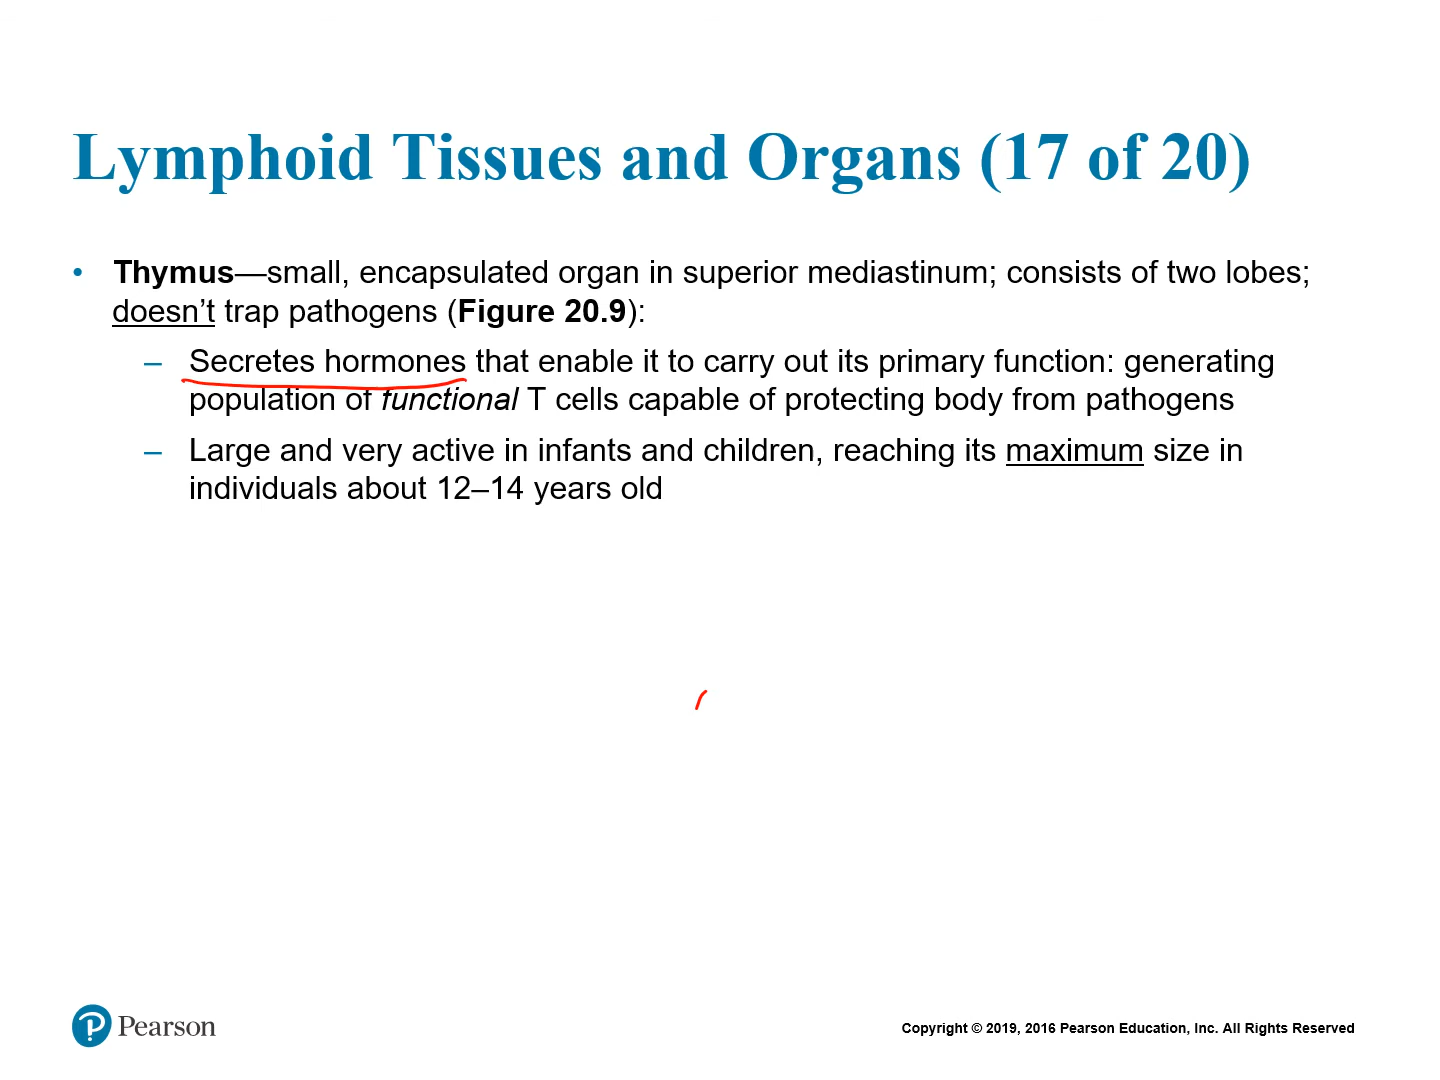 Lymphoid Tissues and Organs (17 of 20)
• Thymus—small, encapsulated organ in superior mediastinum; consists of two lobes;
doesn’t trap pathogens (Figure 20.9):
– Secretes hormones that enable it to carry out its primary function: generating
population of functional T cells capable of protecting body from pathogens
– Large and very active in infants and children, reaching its maximum size in
individuals about 12–14 years old
Pearson
Copyright © 2019, 2016 Pearson Education, Inc. All Rights Reserved